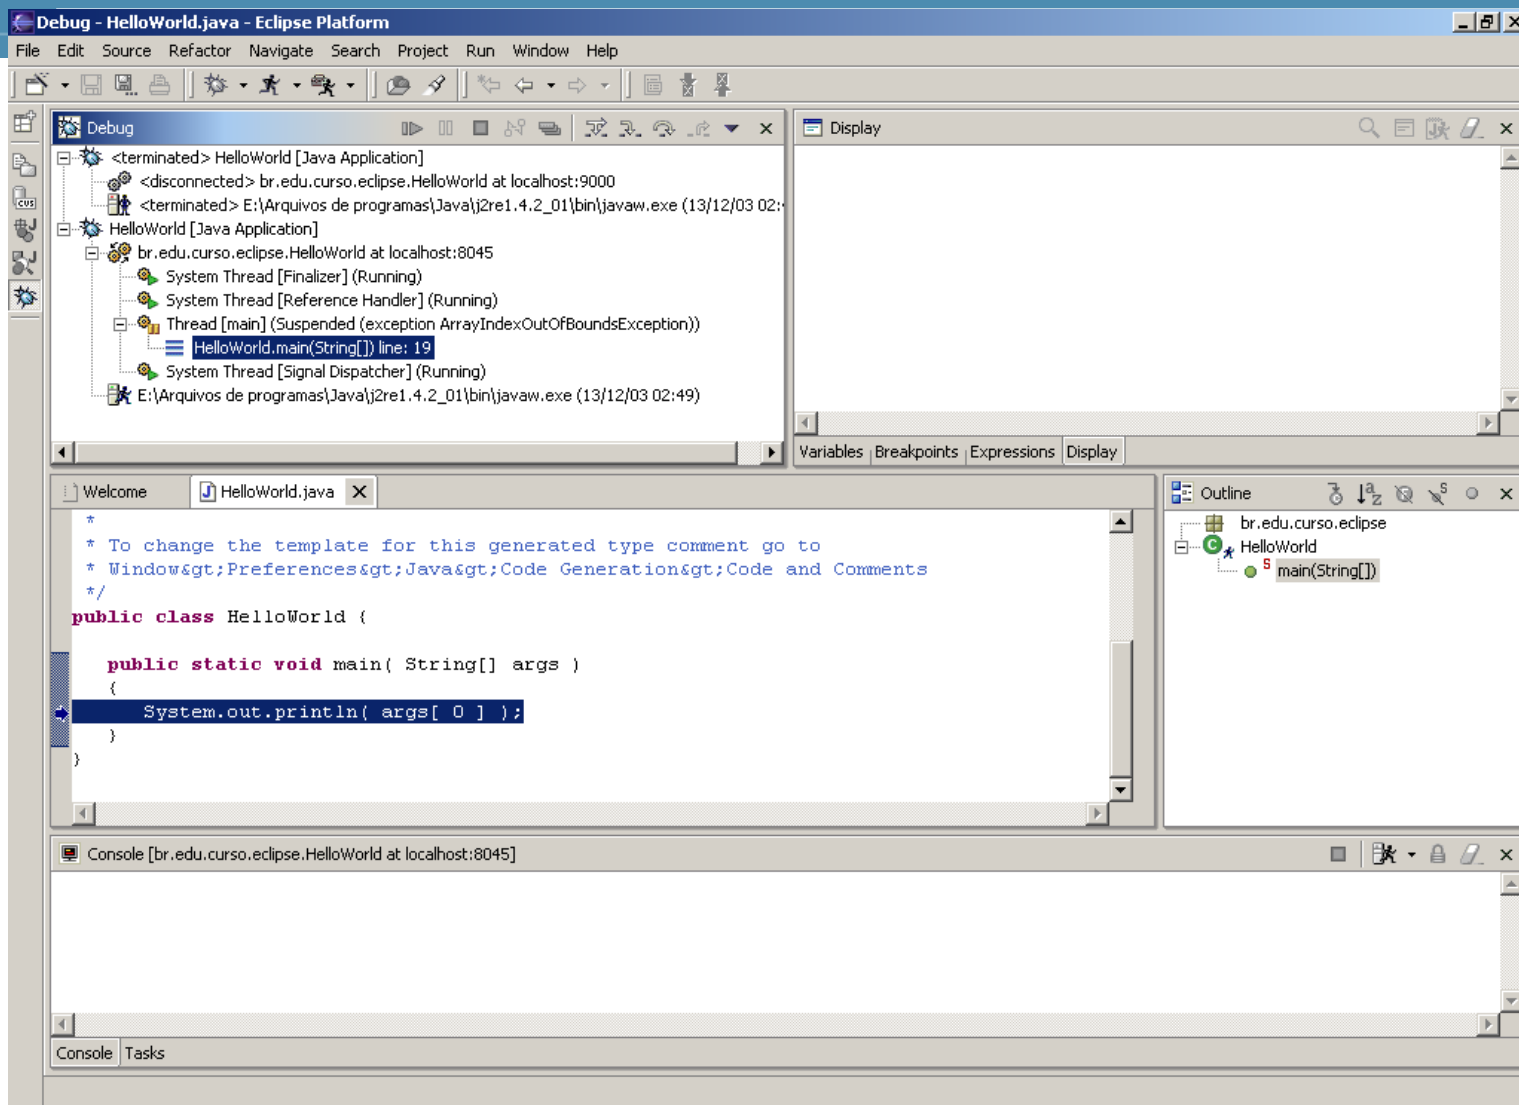 Debug - HelloWorld.java - Eclipse Platform
File Edit Source Refactor Navigate Search Project Run Window Help
Debug
<terminated> HelloWorld [Java Application]
<disconnected> br.edu.curso.eclipse.HelloWorld at localhost:9000
<terminated> E:\Arquivos de programas\Java\j2re1.4.2_01\bin\javaw.exe (13/12/03 02:
HelloWorld [Java Application]
br.edu.curso.eclipse.HelloWorld at localhost:8045
System Thread [Finalizer] (Running)
System Thread [Reference Handler] (Running)
Thread [main] (Suspended (exception ArrayIndexOutOfBoundsException))
HelloWorld.main(String[]) line: 19
System Thread [Signal Dispatcher] (Running)
E:\Arquivos de programas\Java\j2re1.4.2_01\bin\javaw.exe (13/12/03 02:49)
Display
Variables Breakpoints Expressions Display
Welcome HelloWorld.java
*
* To change the template for this generated type comment go to
* Window&gt;Preferences&gt;Java&gt;Code Generation&gt;Code and Comments
*/
public class HelloWorld {
public static void main( String[] args )
{
System.out.println( args[ 0 ] );
}
}
Outline
br.edu.curso.eclipse
HelloWorld
main(String[])
Console [br.edu.curso.eclipse.HelloWorld at localhost:8045]
Console Tasks